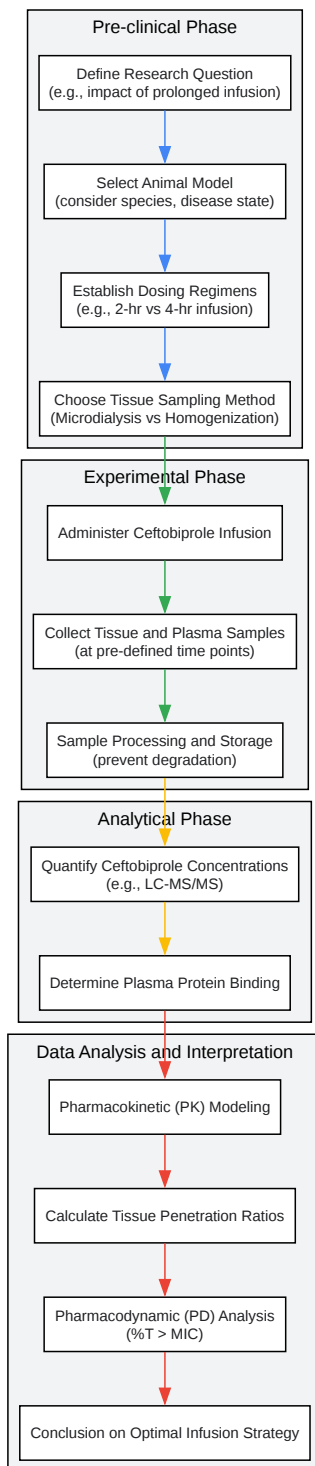 Pre-clinical Phase
Define Research Question
(e.g., impact of prolonged infusion)
Select Animal Model
(consider species, disease state)
Establish Dosing Regimens
(e.g., 2-hr vs 4-hr infusion)
Choose Tissue Sampling Method
(Microdialysis vs Homogenization)
Experimental Phase
Administer Ceftobiprole Infusion
Collect Tissue and Plasma Samples
(at pre-defined time points)
Sample Processing and Storage
(prevent degradation)
Analytical Phase
Quantify Ceftobiprole Concentrations
(e.g., LC-MS/MS)
Determine Plasma Protein Binding
Data Analysis and Interpretation
Pharmacokinetic (PK) Modeling
Calculate Tissue Penetration Ratios
Pharmacodynamic (PD) Analysis
(%T > MIC)
Conclusion on Optimal Infusion Strategy